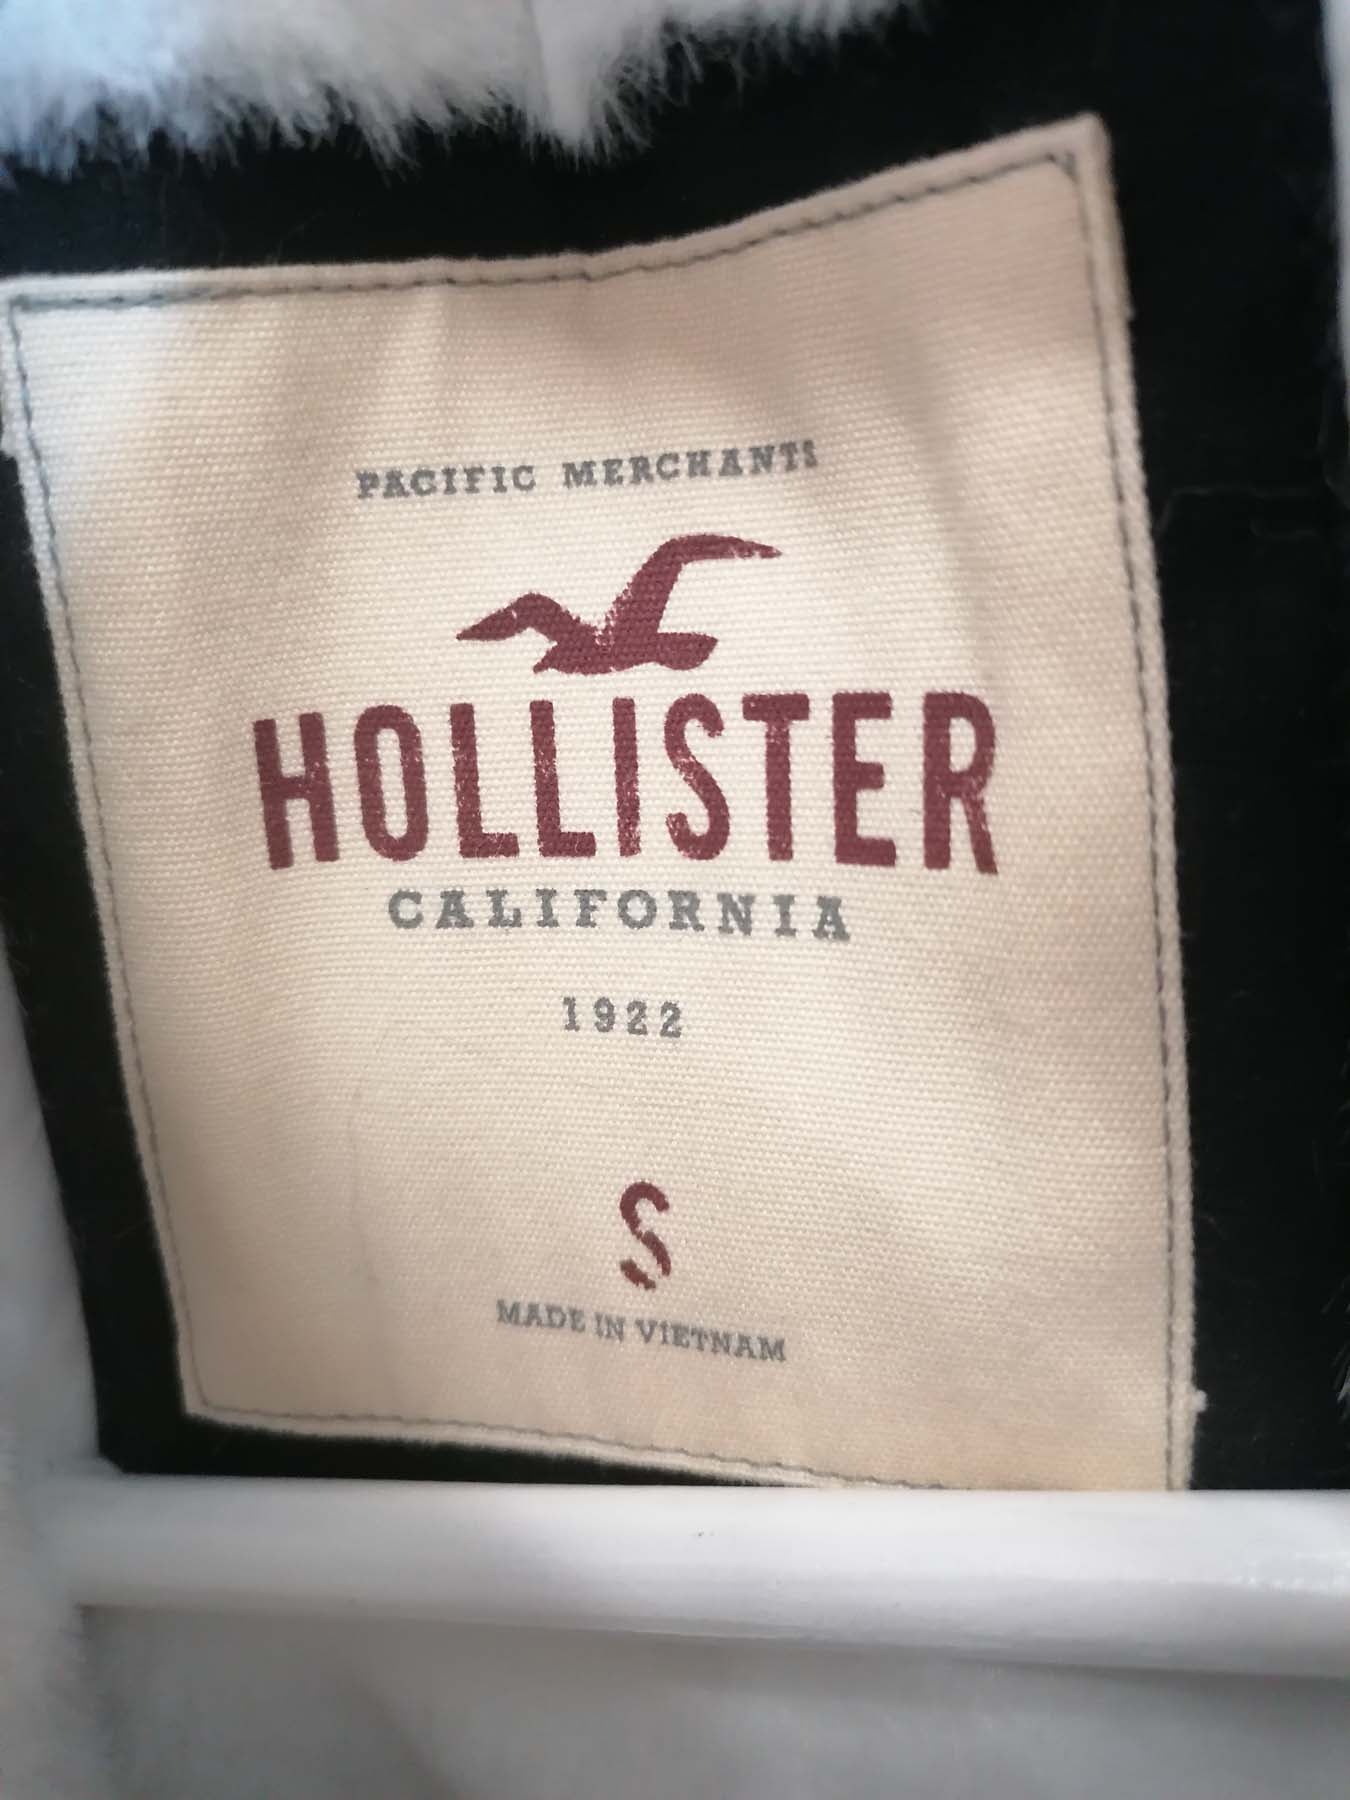 PACIFIC MERCHANTS
HOLLISTER
CALIFORNIA
1922
S
MADE IN VIETNAM